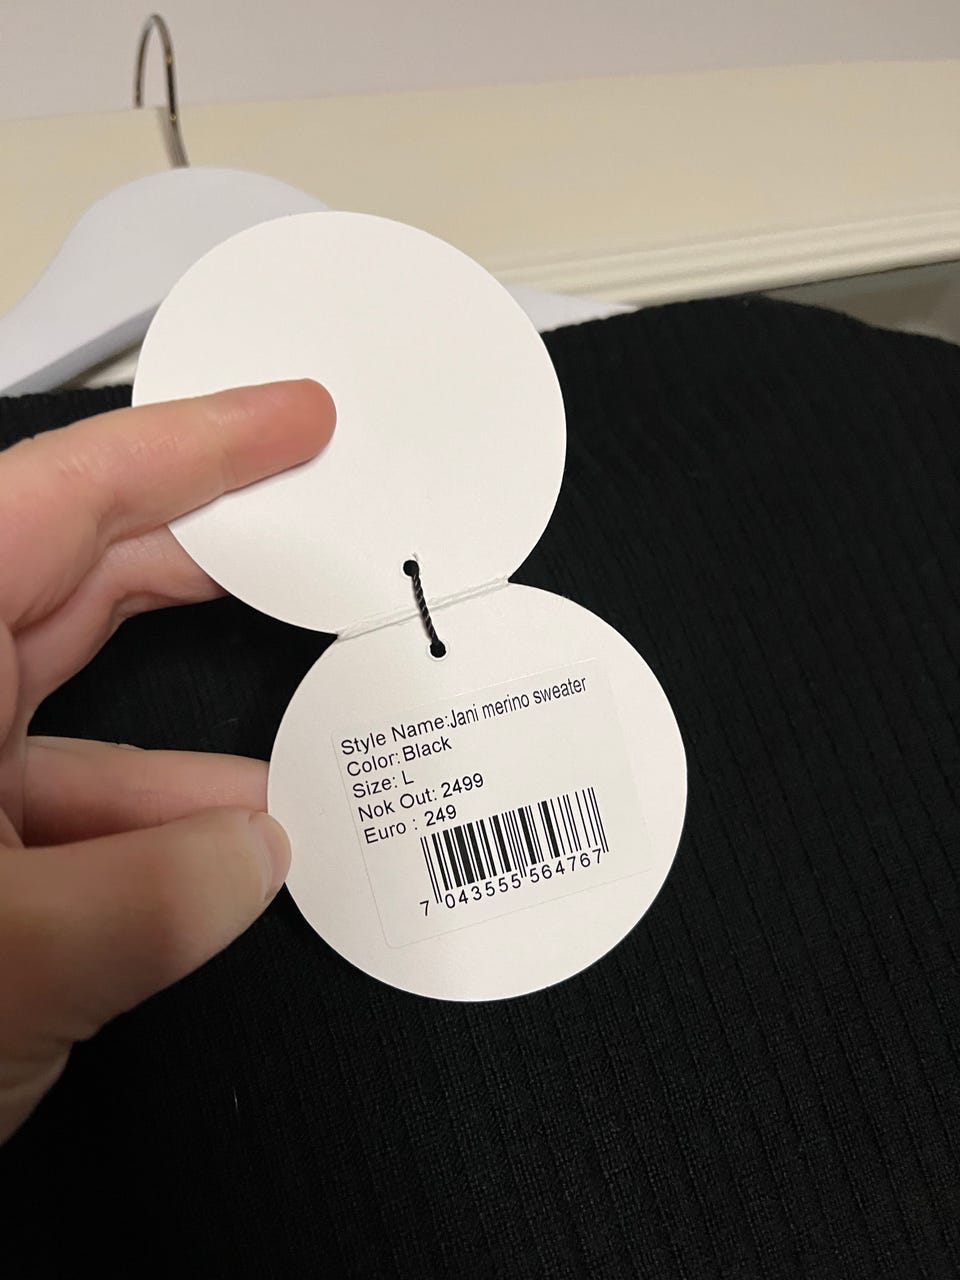 Style Name:Jani merino sweater
Color: Black
Size: L
Nok Out: 2499
Euro : 249
7 043555 564767